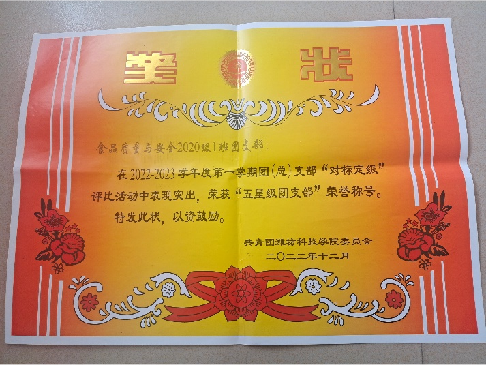 奖 状
食品质量与安全2020级1班团支部
在2022-2023学年度第一学期团(总)支部“对标定级”
评比活动中表现突出，荣获“五星级团支部”荣誉称号。
特发此状，以资鼓励。
共青团潍坊科技学院委员会
二〇二二年十二月